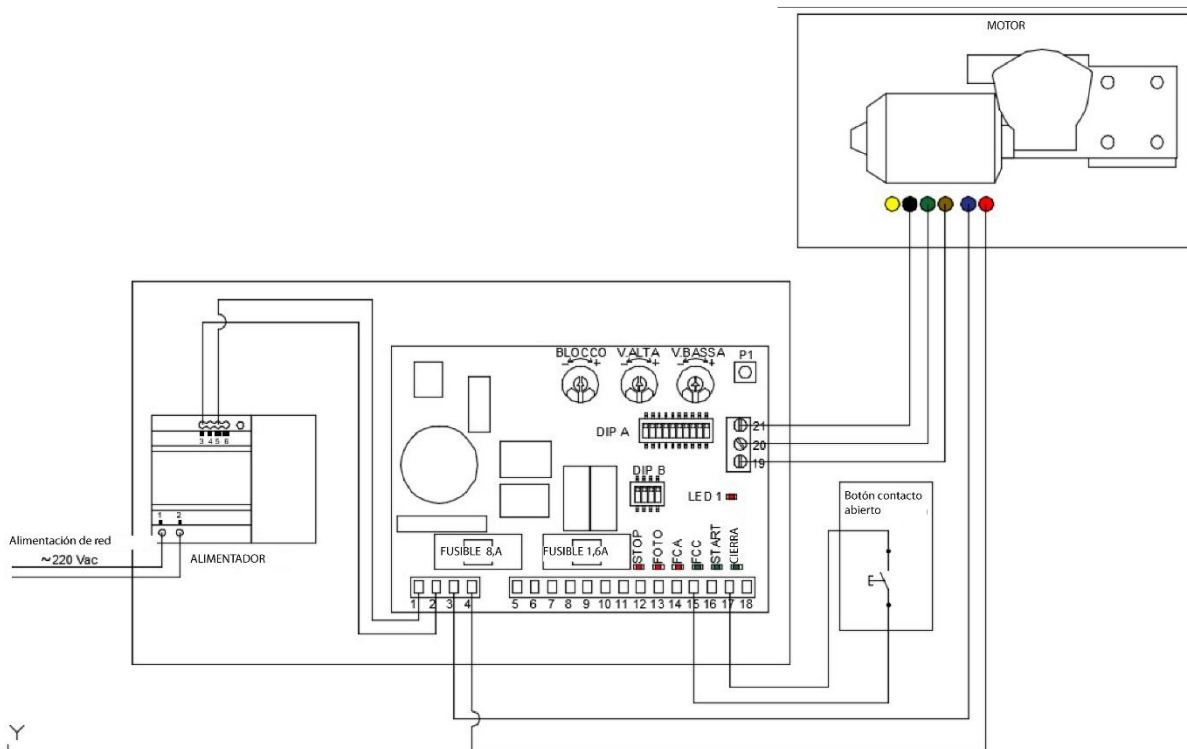 MOTOR
BLOCCO V.ALTA V.BASSA P1
- + - + - +
DIP A
21
20
19
DIP B
LED 1
3 4 5 6
1 2
Alimentación de red
~220 Vac
ALIMENTADOR
FUSIBLE 8,A
FUSIBLE 1,6A
STOP
FOTO
FCA
FCC
START
CIERRA
1 2 3 4 5 6 7 8 9 10 11 12 13 14 15 16 17 18
Botón contacto
abierto
E
Y